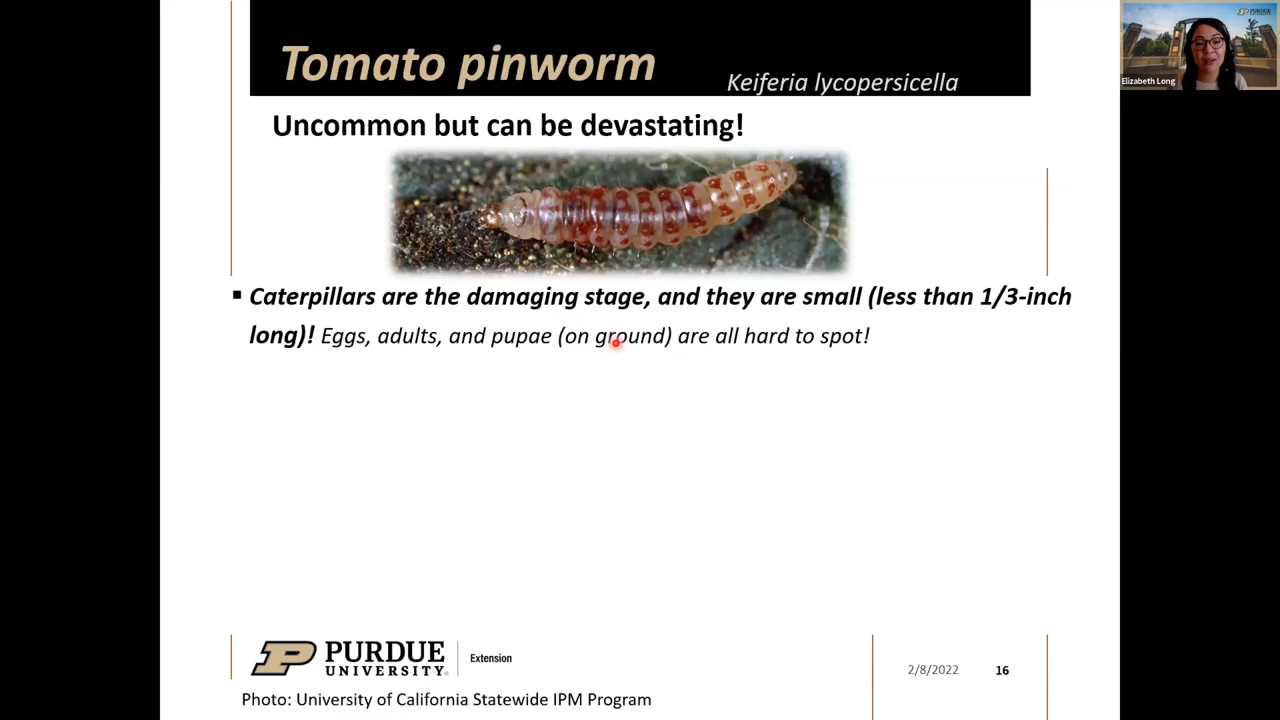 Tomato pinworm
Keiferia lycopersicella
Uncommon but can be devastating!
▪ Caterpillars are the damaging stage, and they are small (less than 1/3-inch
long)! Eggs, adults, and pupae (on ground) are all hard to spot!
PURDUE
UNIVERSITY®
Extension
2/8/2022
16
Photo: University of California Statewide IPM Program
Elizabeth Long